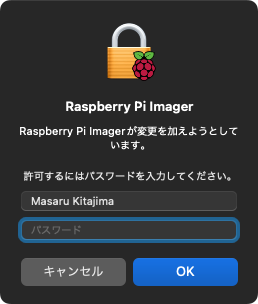 Raspberry Pi Imager
Raspberry Pi Imagerが変更を加えようとして
います。
許可するにはパスワードを入力してください。
Masaru Kitajima
パスワード
キャンセル
OK